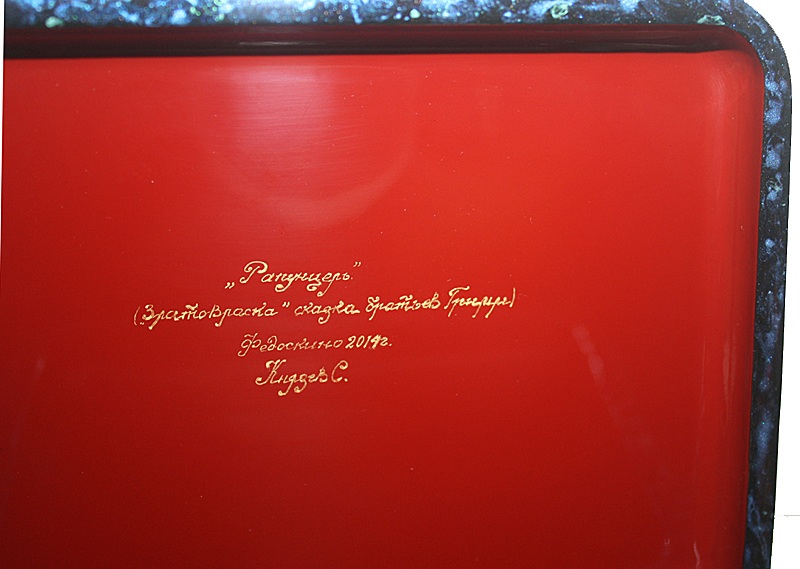 „Рапунцель"
(„Златовласка" сказка братьев Гримм)
Федоскино 2014г.
Князев С.